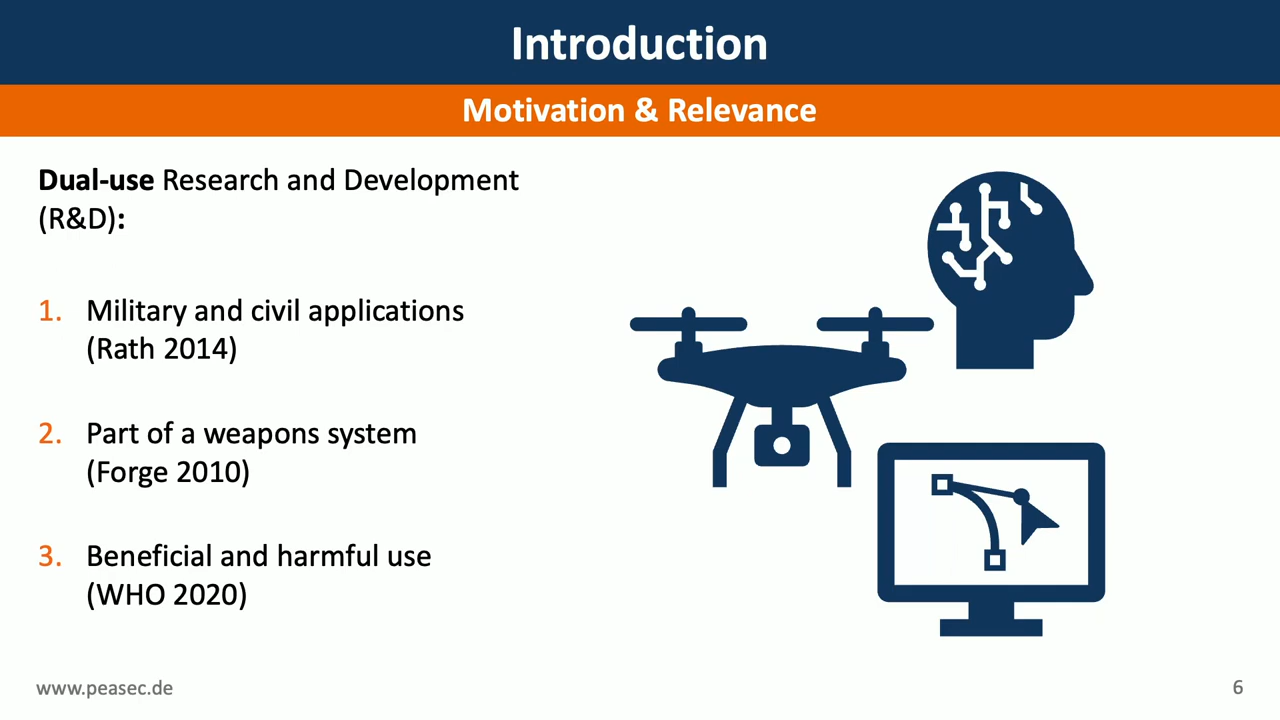 Introduction
Motivation & Relevance
Dual-use Research and Development
(R&D):
1. Military and civil applications
(Rath 2014)
2. Part of a weapons system
(Forge 2010)
3. Beneficial and harmful use
(WHO 2020)
www.peasec.de
6